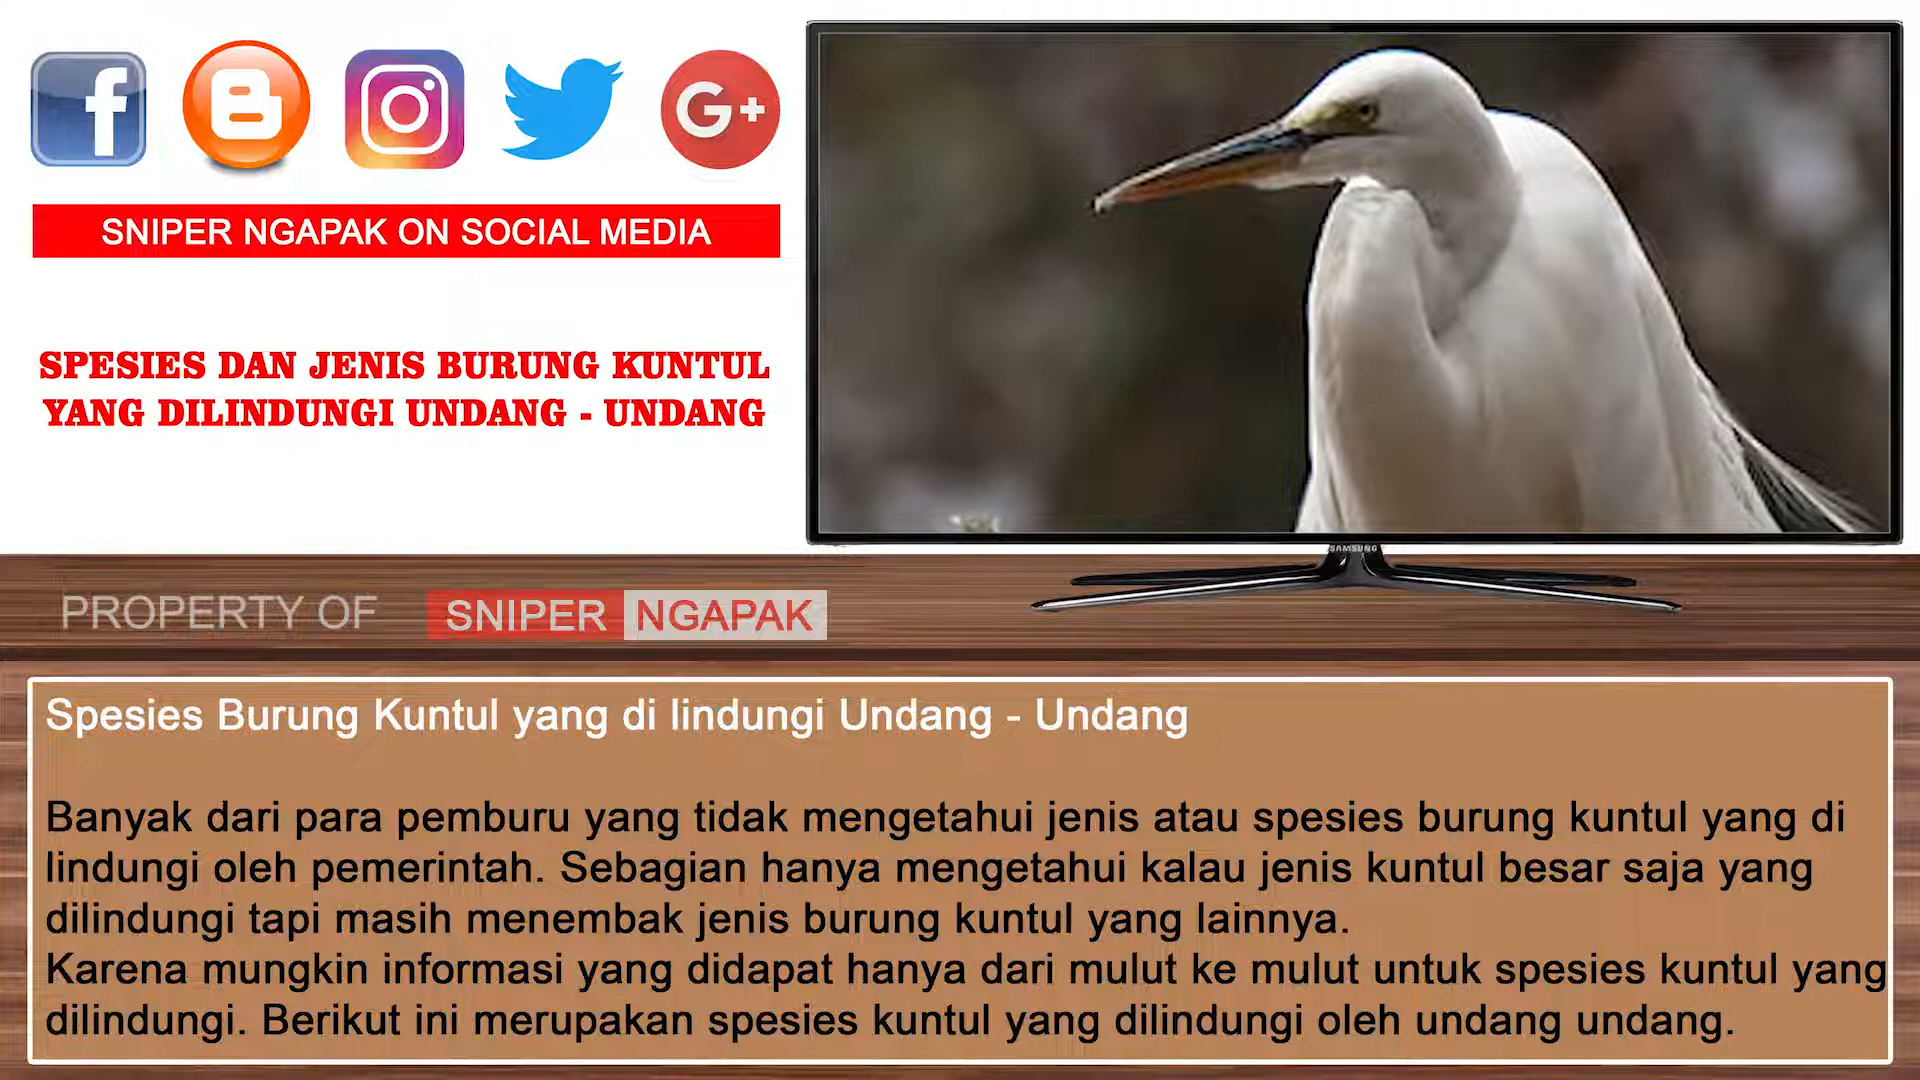 SNIPER NGAPAK ON SOCIAL MEDIA
SPESIES DAN JENIS BURUNG KUNTUL
YANG DILINDUNGI UNDANG - UNDANG
SAMSUNG
PROPERTY OF SNIPER NGAPAK
Spesies Burung Kuntul yang di lindungi Undang - Undang
Banyak dari para pemburu yang tidak mengetahui jenis atau spesies burung kuntul yang di
lindungi oleh pemerintah. Sebagian hanya mengetahui kalau jenis kuntul besar saja yang
dilindungi tapi masih menembak jenis burung kuntul yang lainnya.
Karena mungkin informasi yang didapat hanya dari mulut ke mulut untuk spesies kuntul yang
dilindungi. Berikut ini merupakan spesies kuntul yang dilindungi oleh undang undang.